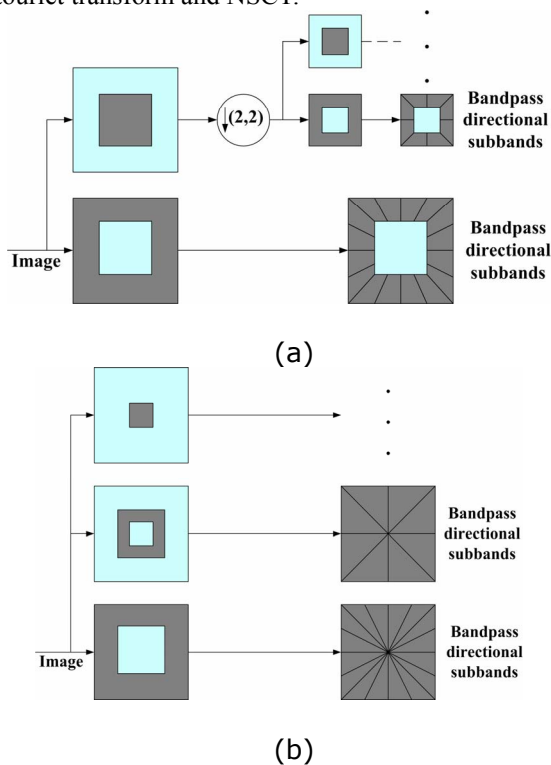 tourlet transform and NSCT.
(2,2)
Bandpass
directional
subbands
Image
Bandpass
directional
subbands
(a)
Bandpass
directional
subbands
Image
Bandpass
directional
subbands
(b)